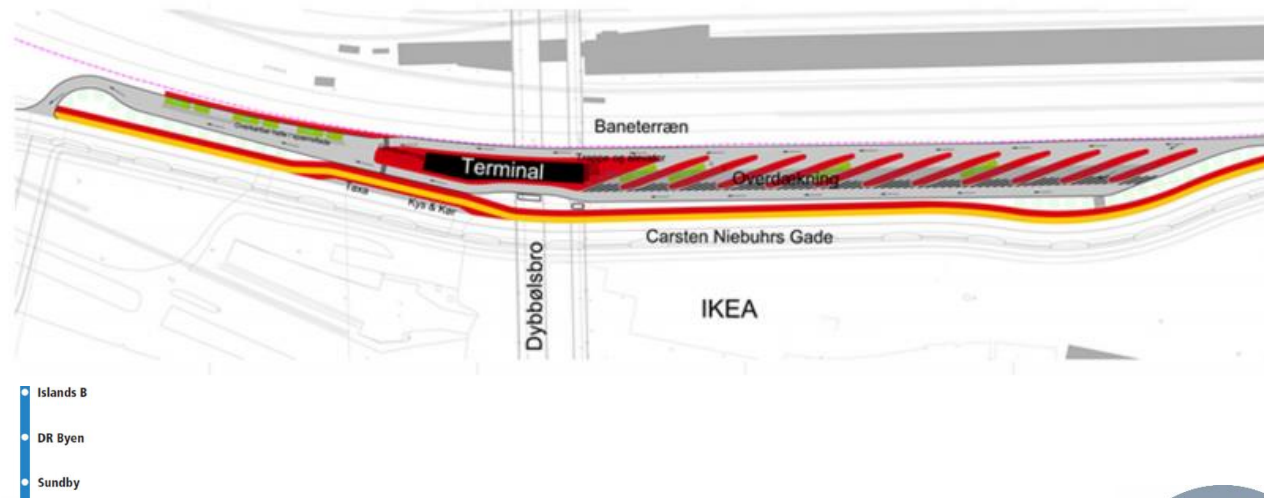 Baneterræn
Terminal
Overdækning
Taxa
Kys & Kør
Carsten Niebuhrs Gade
Dybbølsbro
IKEA
Islands B
DR Byen
Sundby